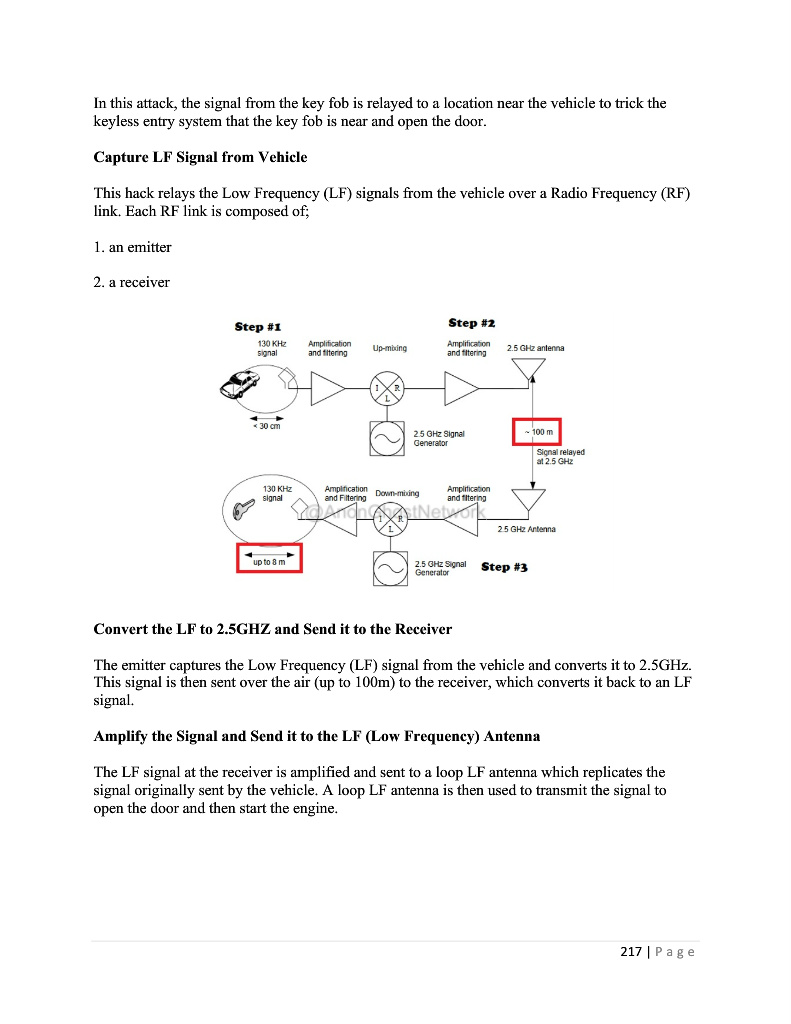 In this attack, the signal from the key fob is relayed to a location near the vehicle to trick the
keyless entry system that the key fob is near and open the door.
Capture LF Signal from Vehicle
This hack relays the Low Frequency (LF) signals from the vehicle over a Radio Frequency (RF)
link. Each RF link is composed of;
1. an emitter
2. a receiver
Step #1
Step #2
130 KHz
signal
Amplification
and filtering
Up-mixing
Amplification
and filtering
2.5 GHz antenna
I R
L
< 30 cm
2.5 GHz Signal
Generator
~ 100 m
Signal relayed
at 2.5 GHz
130 KHz
signal
Amplification
and Filtering
Down-mixing
Amplification
and filtering
@AnonGhostNetwork
I R
L
2.5 GHz Antenna
up to 8 m
2.5 GHz Signal
Generator
Step #3
Convert the LF to 2.5GHZ and Send it to the Receiver
The emitter captures the Low Frequency (LF) signal from the vehicle and converts it to 2.5GHz.
This signal is then sent over the air (up to 100m) to the receiver, which converts it back to an LF
signal.
Amplify the Signal and Send it to the LF (Low Frequency) Antenna
The LF signal at the receiver is amplified and sent to a loop LF antenna which replicates the
signal originally sent by the vehicle. A loop LF antenna is then used to transmit the signal to
open the door and then start the engine.
217 | P a g e